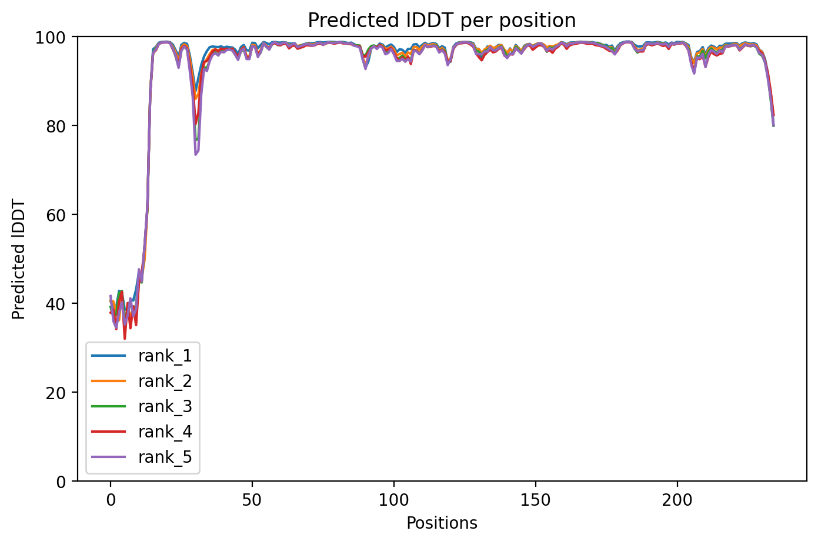 Predicted lDDT per position
Predicted lDDT
100
80
60
40
20
0
rank_1
rank_2
rank_3
rank_4
rank_5
0 50 100 150 200
Positions